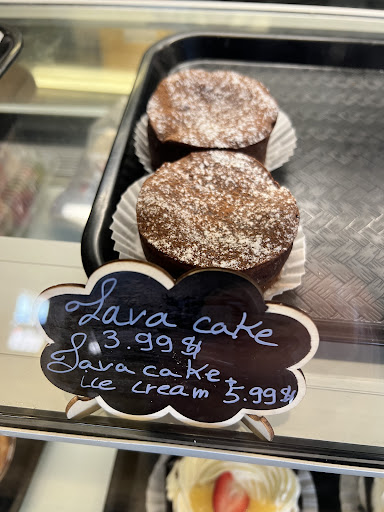 Lava cake
3.99$
Lava cake +
ice cream 5.99$